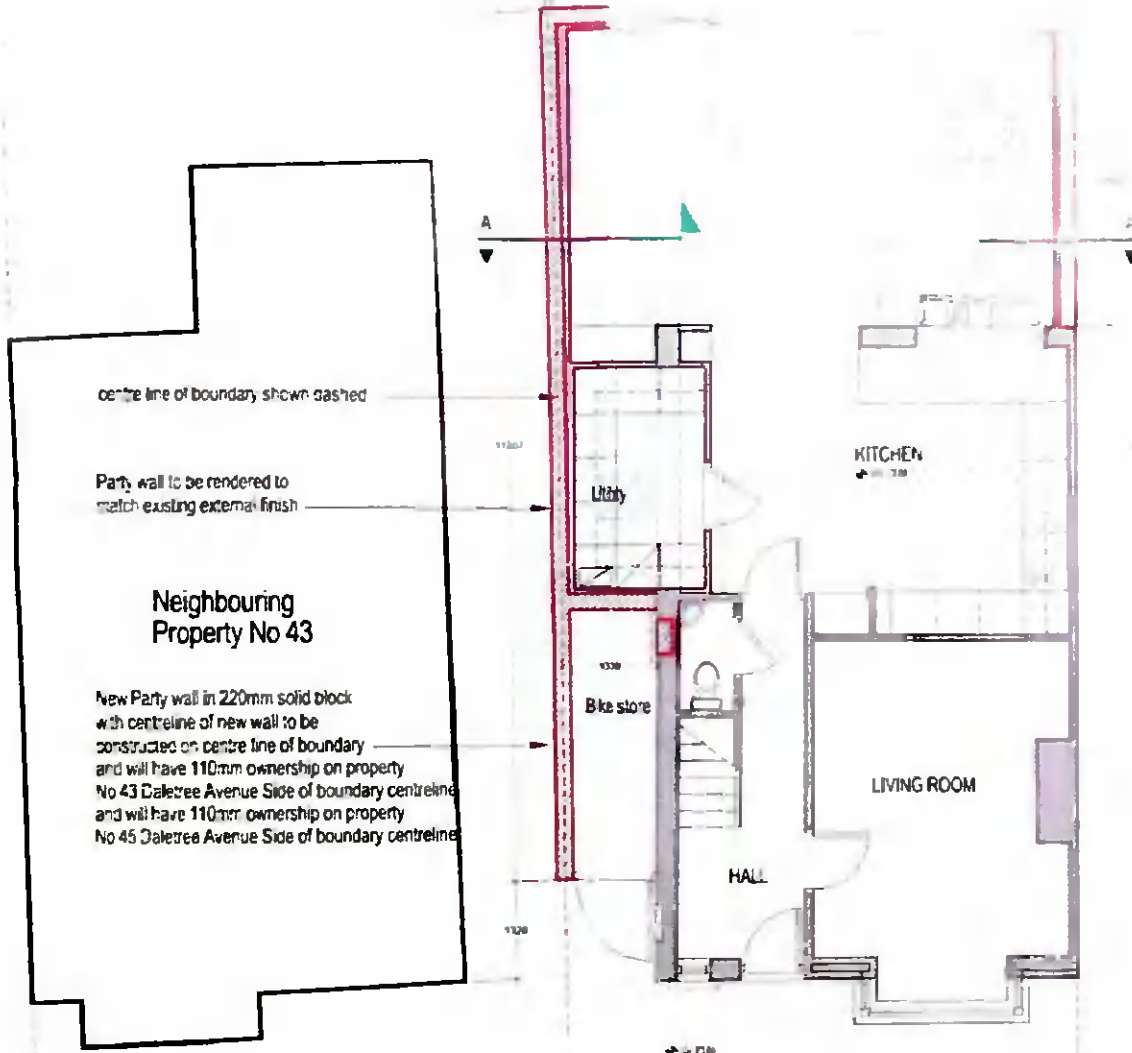 A
centre line of boundary shown dashed
Party wall to be rendered to
match existing external finish
Neighbouring
Property No 43
New Party wall in 220mm solid block
with centreline of new wall to be
constructed on centre line of boundary
and will have 110mm ownership on property
No 43 Daletree Avenue Side of boundary centreline
and will have 110mm ownership on property
No 45 Daletree Avenue Side of boundary centreline
KITCHEN
Utility
Bike store
LIVING ROOM
HALL
1320